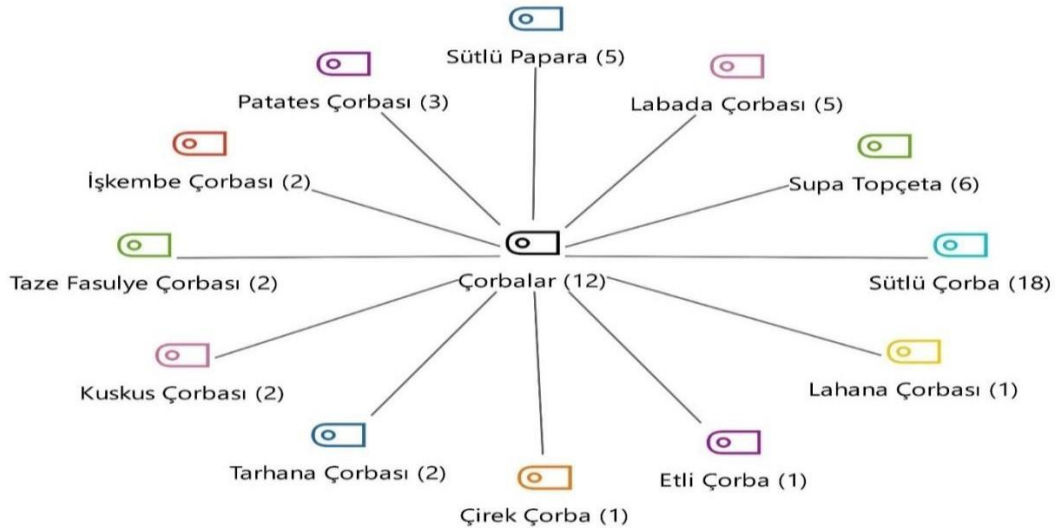 Sütlü Papara (5)
Patates Çorbası (3)
Labada Çorbası (5)
İşkembe Çorbası (2)
Supa Topçeta (6)
Taze Fasulye Çorbası (2)
Çorbalar (12)
Sütlü Çorba (18)
Kuskus Çorbası (2)
Lahana Çorbası (1)
Tarhana Çorbası (2)
Etli Çorba (1)
Çirek Çorba (1)